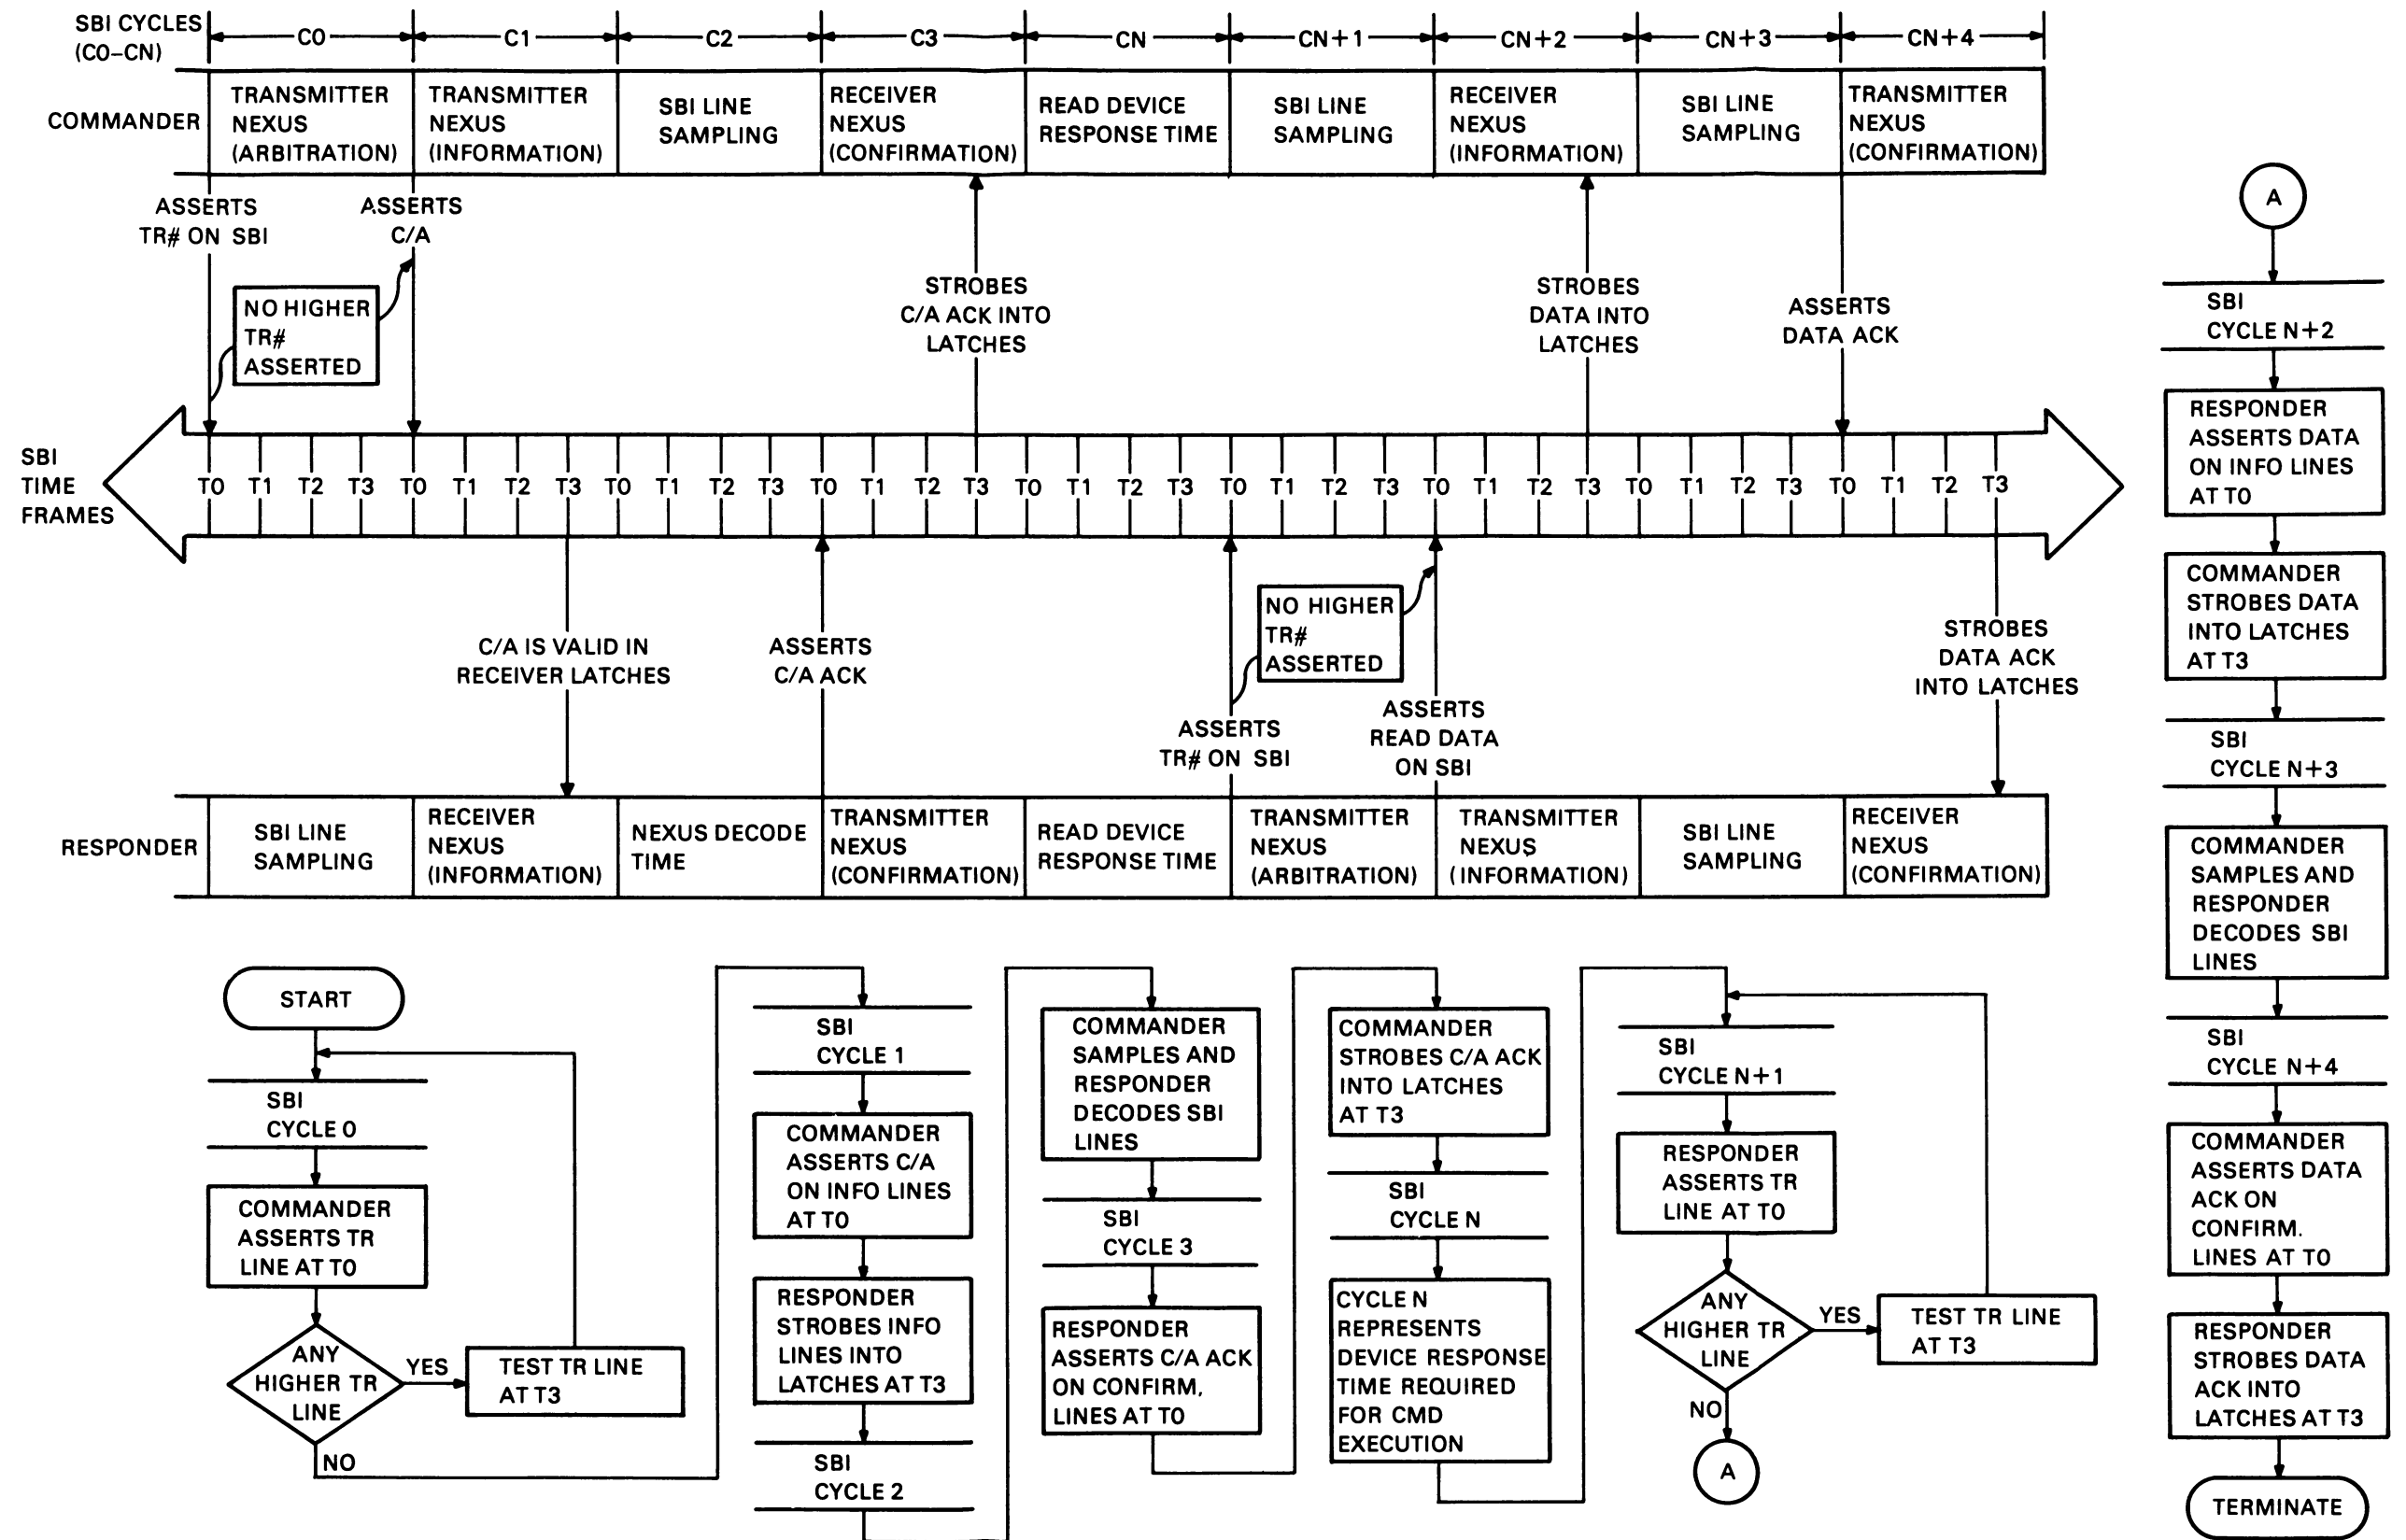 SBI CYCLES
(CO-CN)
C0
C1
C2
C3
CN
CN+1
CN+2
CN+3
CN+4
COMMANDER
TRANSMITTER
NEXUS
(ARBITRATION)
TRANSMITTER
NEXUS
(INFORMATION)
SBI LINE
SAMPLING
RECEIVER
NEXUS
(CONFIRMATION)
READ DEVICE
RESPONSE TIME
SBI LINE
SAMPLING
RECEIVER
NEXUS
(INFORMATION)
SBI LINE
SAMPLING
TRANSMITTER
NEXUS
(CONFIRMATION)
ASSERTS
TR# ON SBI
ASSERTS
C/A
NO HIGHER
TR#
ASSERTED
STROBES
C/A ACK INTO
LATCHES
STROBES
DATA INTO
LATCHES
ASSERTS
DATA ACK
SBI
TIME
FRAMES
T0 T1 T2 T3 T0 T1 T2 T3 T0 T1 T2 T3 T0 T1 T2 T3 T0 T1 T2 T3 T0 T1 T2 T3 T0 T1 T2 T3 T0 T1 T2 T3 T0 T1 T2 T3
C/A IS VALID IN
RECEIVER LATCHES
ASSERTS
C/A ACK
ASSERTS
TR# ON SBI
NO HIGHER
TR#
ASSERTED
ASSERTS
READ DATA
ON SBI
STROBES
DATA ACK
INTO LATCHES
RESPONDER
SBI LINE
SAMPLING
RECEIVER
NEXUS
(INFORMATION)
NEXUS DECODE
TIME
TRANSMITTER
NEXUS
(CONFIRMATION)
READ DEVICE
RESPONSE TIME
TRANSMITTER
NEXUS
(ARBITRATION)
TRANSMITTER
NEXUS
(INFORMATION)
SBI LINE
SAMPLING
RECEIVER
NEXUS
(CONFIRMATION)
START
SBI
CYCLE 0
COMMANDER
ASSERTS TR
LINE AT T0
ANY
HIGHER TR
LINE
YES
TEST TR LINE
AT T3
NO
SBI
CYCLE 1
COMMANDER
ASSERTS C/A
ON INFO LINES
AT T0
RESPONDER
STROBES INFO
LINES INTO
LATCHES AT T3
SBI
CYCLE 2
COMMANDER
SAMPLES AND
RESPONDER
DECODES SBI
LINES
SBI
CYCLE 3
RESPONDER
ASSERTS C/A ACK
ON CONFIRM,
LINES AT T0
COMMANDER
STROBES C/A ACK
INTO LATCHES
AT T3
SBI
CYCLE N
CYCLE N
REPRESENTS
DEVICE RESPONSE
TIME REQUIRED
FOR CMD
EXECUTION
SBI
CYCLE N+1
RESPONDER
ASSERTS TR
LINE AT T0
ANY
HIGHER TR
LINE
YES
TEST TR LINE
AT T3
NO
A
A
SBI
CYCLE N+2
RESPONDER
ASSERTS DATA
ON INFO LINES
AT T0
COMMANDER
STROBES DATA
INTO LATCHES
AT T3
SBI
CYCLE N+3
COMMANDER
SAMPLES AND
RESPONDER
DECODES SBI
LINES
SBI
CYCLE N+4
COMMANDER
ASSERTS DATA
ACK ON
CONFIRM.
LINES AT T0
RESPONDER
STROBES DATA
ACK INTO
LATCHES AT T3
TERMINATE